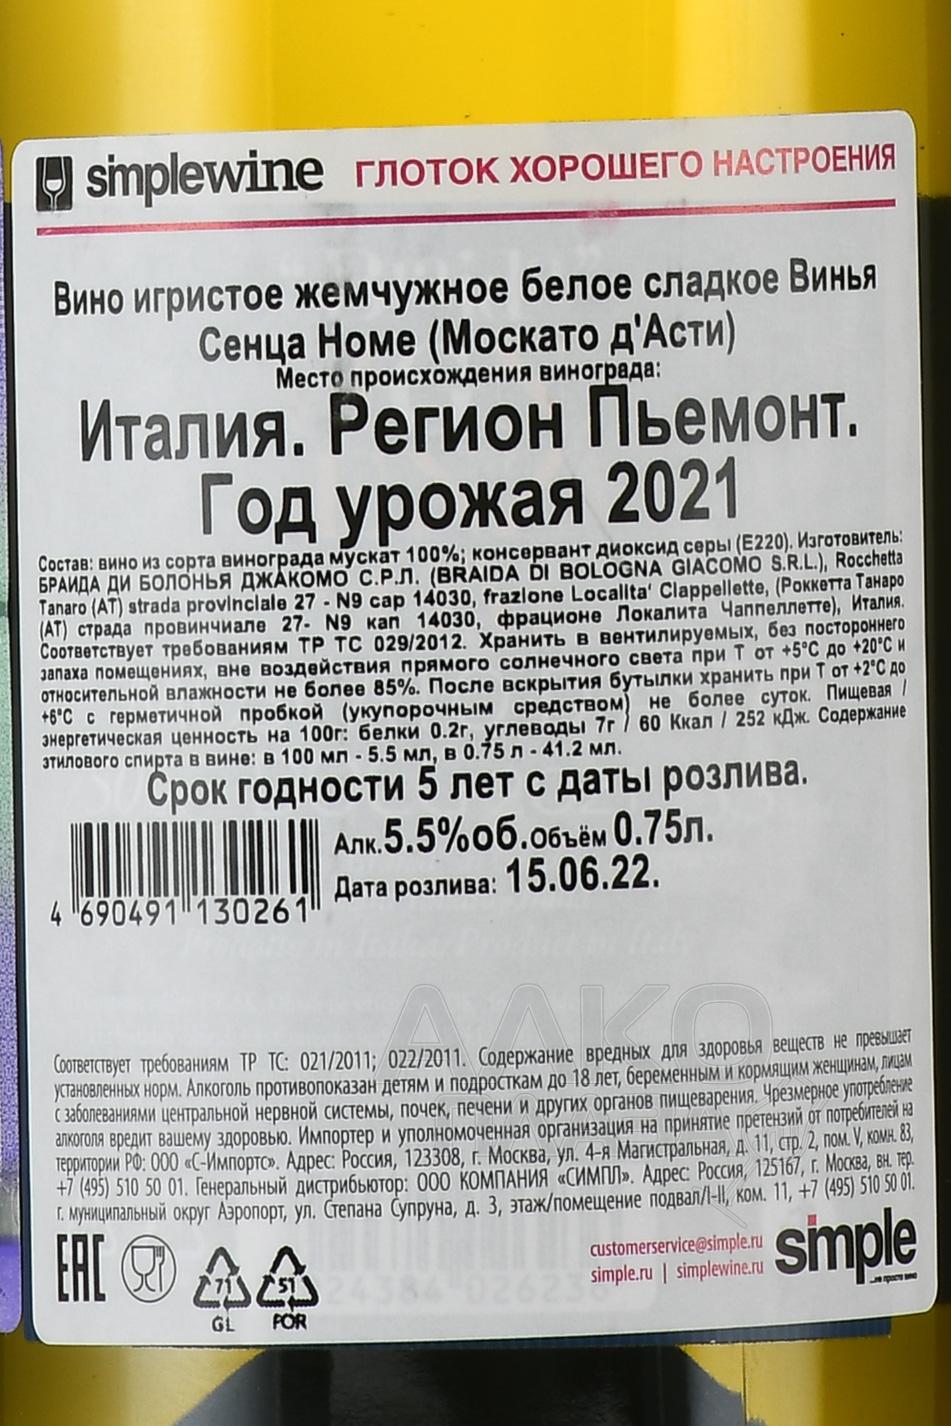 simplewine ГЛОТОК ХОРОШЕГО НАСТРОЕНИЯ
Вино игристое жемчужное белое сладкое Винья
Сенца Номе (Москато д'Асти)
Место происхождения винограда:
Италия. Регион Пьемонт.
Год урожая 2021
Состав: вино из сорта винограда мускат 100%; консервант диоксид серы (Е220). Изготовитель:
БРАИДА ДИ БОЛОНЬЯ ДЖАКОМО С.Р.Л. (BRAIDA DI BOLOGNA GIACOMO S.R.L.), Rocchetta
Tanaro (AT) strada provinciale 27 - N9 cap 14030, frazione Localita' Ciappellette, (Роккетта Танаро
(АТ) страда провинчиале 27- N9 кап 14030, фрационе Локалита Чаппеллетте), Италия.
Соответствует требованиям ТР ТС 029/2012. Хранить в вентилируемых, без постороннего
запаха помещениях, вне воздействия прямого солнечного света при Т от +5°С до +20°С и
относительной влажности не более 85%. После вскрытия бутылки хранить при Т от +2°С до
+6°С с герметичной пробкой (укупорочным средством) не более суток. Пищевая /
энергетическая ценность на 100г: белки 0.2г, углеводы 7г / 60 Ккал / 252 кДж. Содержание
этилового спирта в вине: в 100 мл - 5.5 мл, в 0.75 л - 41.2 мл.
Срок годности 5 лет с даты розлива.
Алк.5.5%об.Объём 0.75л.
Дата розлива: 15.06.22.
4 690491 130261
Соответствует требованиям ТР ТС: 021/2011; 022/2011. Содержание вредных для здоровья веществ не превышает
установленных норм. Алкоголь противопоказан детям и подросткам до 18 лет, беременным и кормящим женщинам, лицам
с заболеваниями центральной нервной системы, почек, печени и других органов пищеварения. Чрезмерное употребление
алкоголя вредит вашему здоровью. Импортер и уполномоченная организация на принятие претензий от потребителей на
территории РФ: ООО «С-Импортс». Адрес: Россия, 123308, г. Москва, ул. 4-я Магистральная, д. 11, стр. 2, пом. V, комн. 83,
+7 (495) 510 50 01. Генеральный дистрибьютор: ООО КОМПАНИЯ «СИМПЛ». Адрес: Россия, 125167, г. Москва, вн. тер.
г. муниципальный округ Аэропорт, ул. Степана Супруна, д. 3, этаж/помещение подвал/I-II, ком. 11, +7 (495) 510 50 01.
EAC
71
GL
51
POR
customerservice@simple.ru
simple.ru | simplewine.ru
simple
...не просто вино
АЛКО
24384 026236